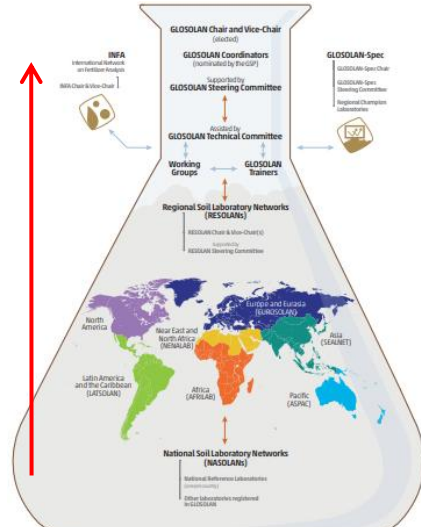 GLOSOLAN Chair and Vice-Chair
(elected)
GLOSOLAN Coordinators
(nominated by the GSP)
Supported by
GLOSOLAN Steering Committee
Assisted by
GLOSOLAN Technical Committee
Working
Groups
GLOSOLAN
Trainers
INFA
International Network
on Fertilizer Analysis
INFA Chair & Vice-Chair
GLOSOLAN-Spec
GLOSOLAN-Spec Chair
GLOSOLAN-Spec
Steering Committee
Regional Champion
Laboratories
Regional Soil Laboratory Networks
(RESOLANs)
RESOLAN Chair & Vice-Chair(s)
Supported by
RESOLAN Steering Committee
North
America
Europe and Eurasia
(EUROSOLAN)
Near East and
North Africa
(NENALAB)
Asia
(SEALNET)
Latin America
and the Caribbean
(LATSOLAN)
Africa
(AFRILAB)
Pacific
(ASPAC)
National Soil Laboratory Networks
(NASOLANs)
National Reference Laboratories
Other laboratories registered
in GLOSOLAN